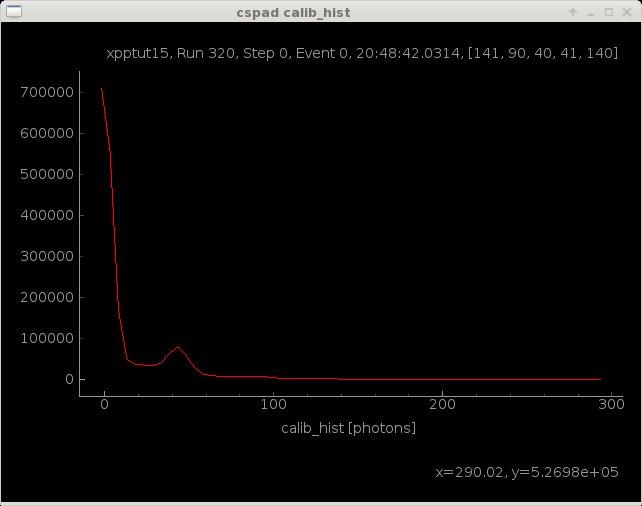 cspad calib_hist
xpptut15, Run 320, Step 0, Event 0, 20:48:42.0314, [141, 90, 40, 41, 140]
700000
600000
500000
400000
300000
200000
100000
0
0 100 200 300
calib_hist [photons]
x=290.02, y=5.2698e+05